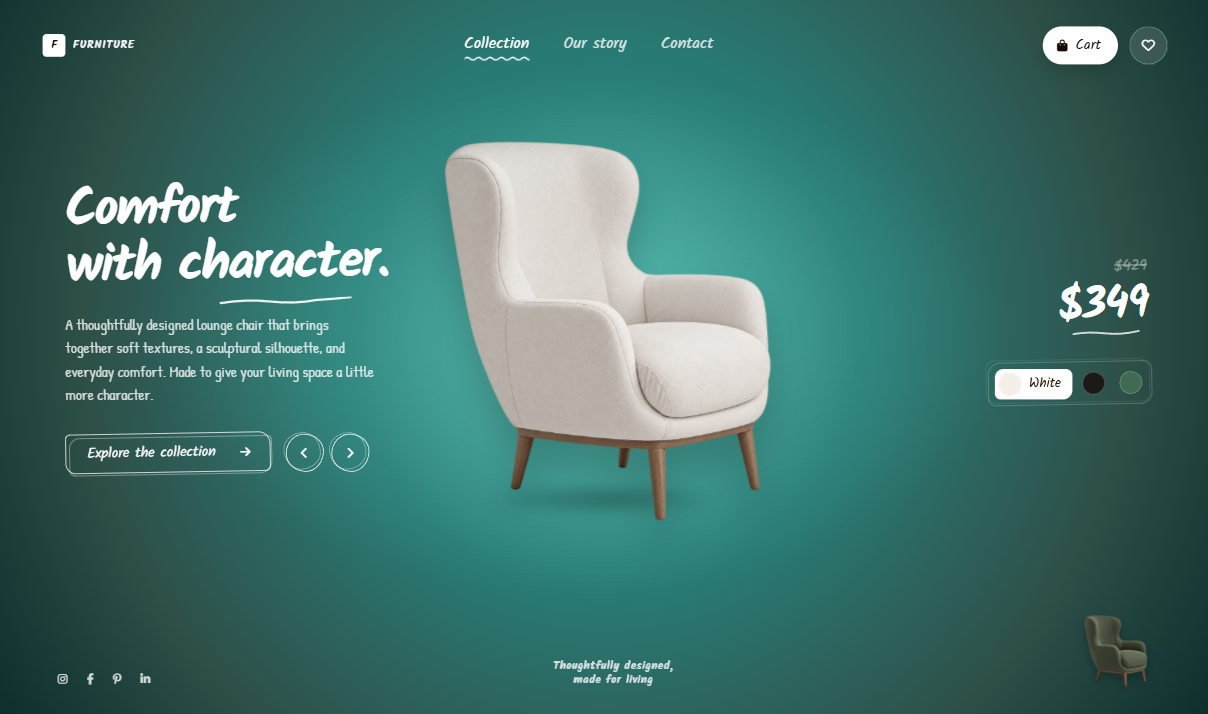 F FURNITURE
Collection Our story Contact
Cart
Comfort
with character.
A thoughtfully designed lounge chair that brings
together soft textures, a sculptural silhouette, and
everyday comfort. Made to give your living space a little
more character.
Explore the collection
$429
$349
White
Thoughtfully designed,
made for living